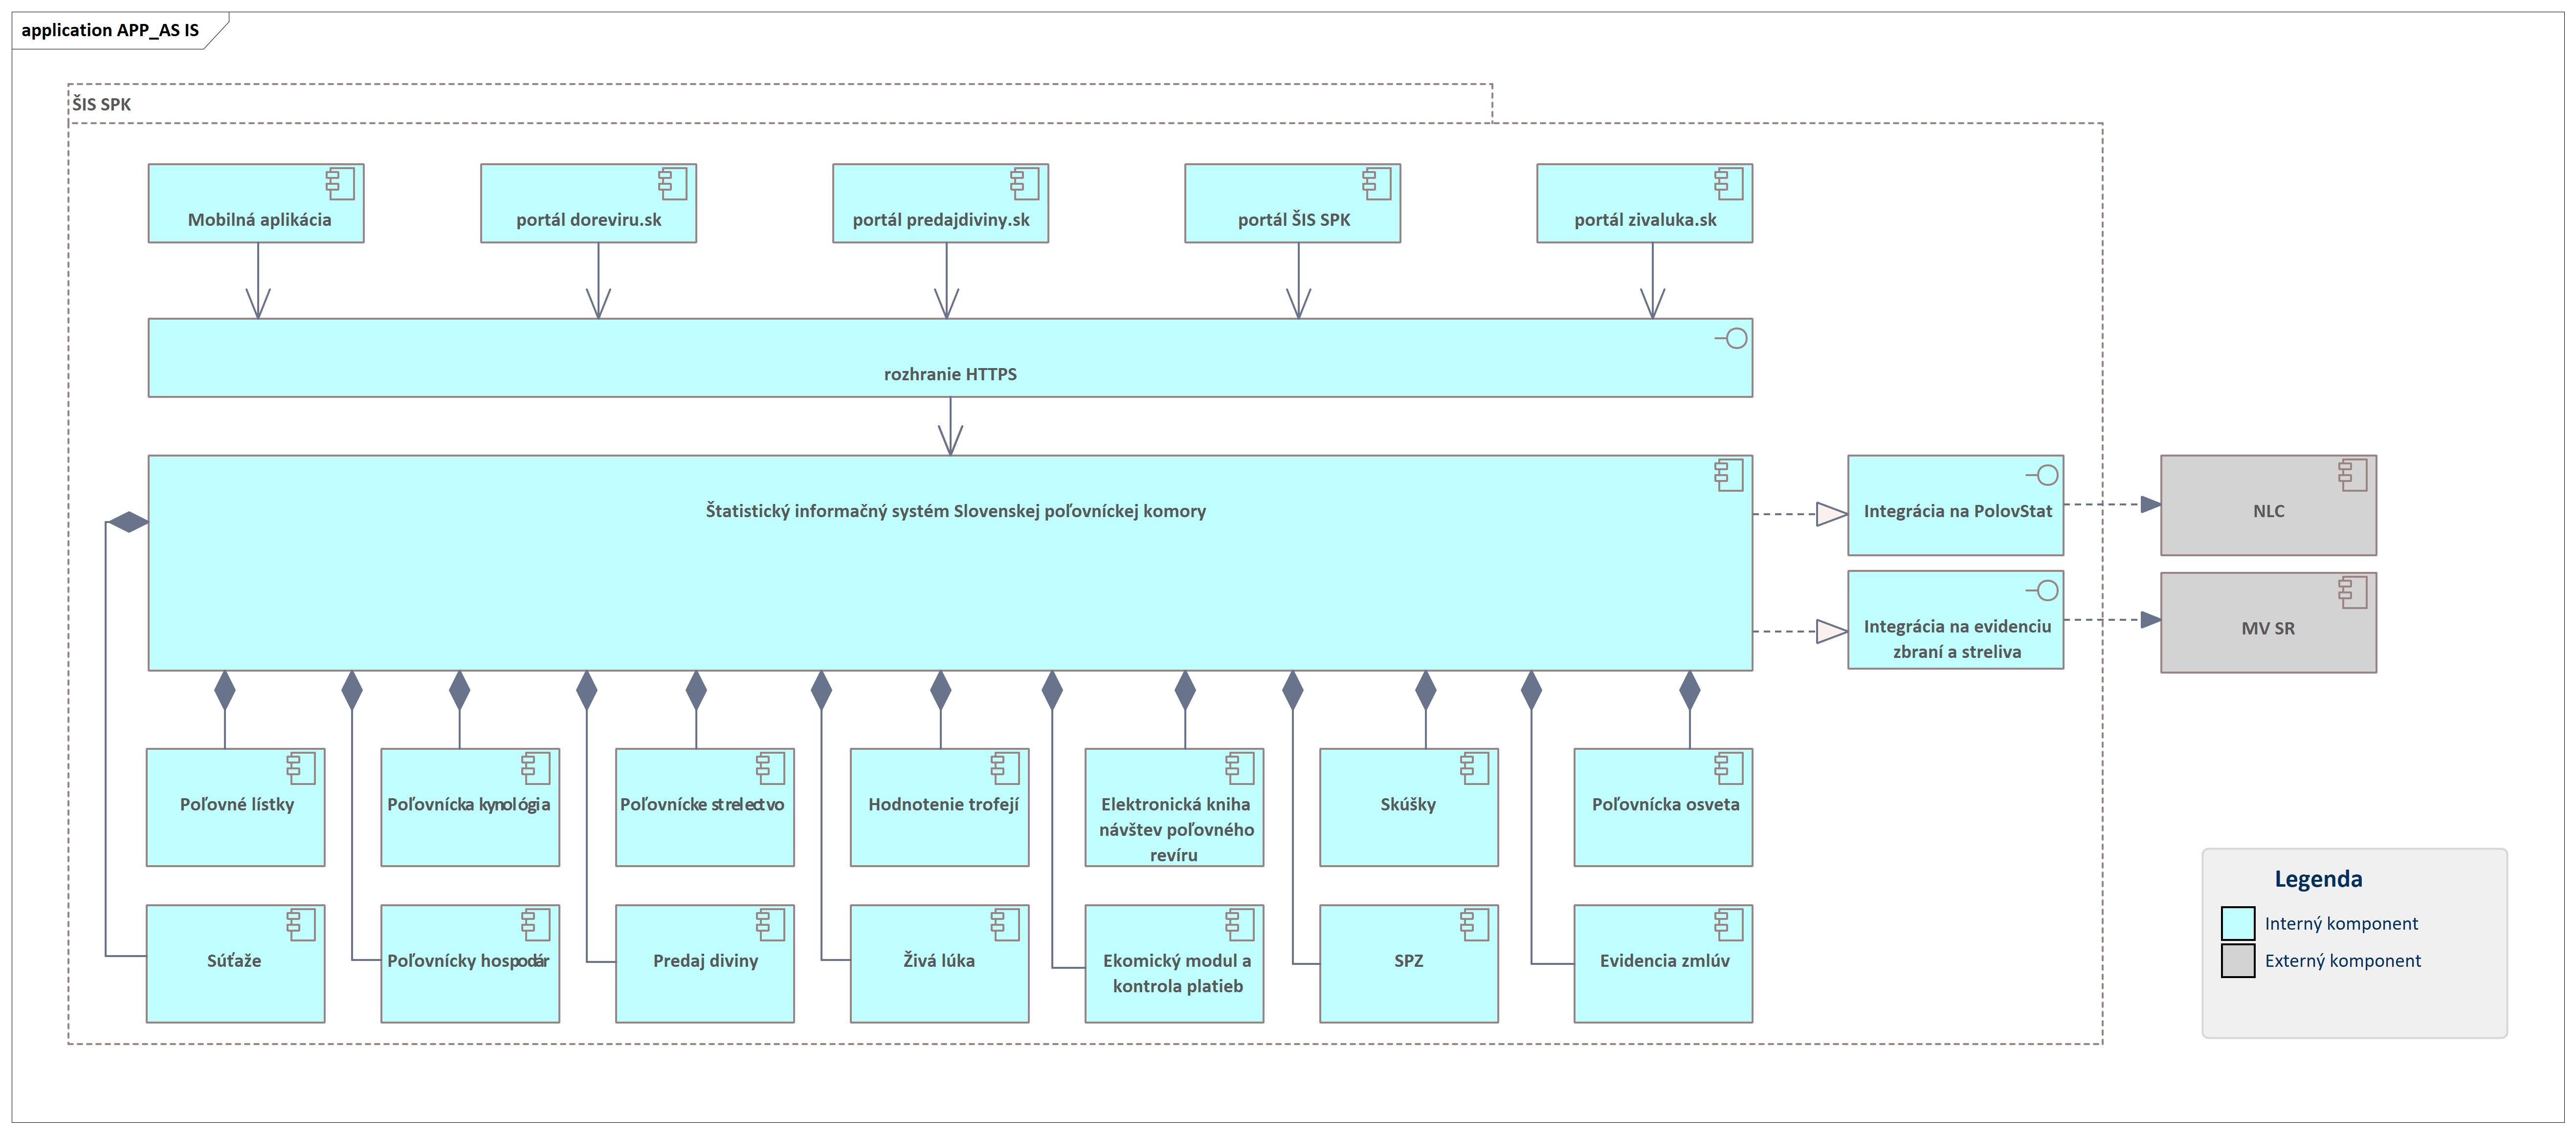 application APP_AS IS
ŠIS SPK
Mobilná aplikácia
portál doreviru.sk
portál predajdiviny.sk
portál ŠIS SPK
portál zivaluka.sk
rozhranie HTTPS
Štatistický informačný systém Slovenskej poľovníckej komory
Integrácia na PolovStat
NLC
Integrácia na evidenciu
zbraní a streliva
MV SR
Poľovné lístky
Poľovnícka kynológia
Poľovnícke strelectvo
Hodnotenie trofejí
Elektronická kniha
návštev poľovného
revíru
Skúšky
Poľovnícka osveta
Súťaže
Poľovnícky hospodár
Predaj diviny
Živá lúka
Ekomický modul a
kontrola platieb
SPZ
Evidencia zmlúv
Legenda
Interný komponent
Externý komponent